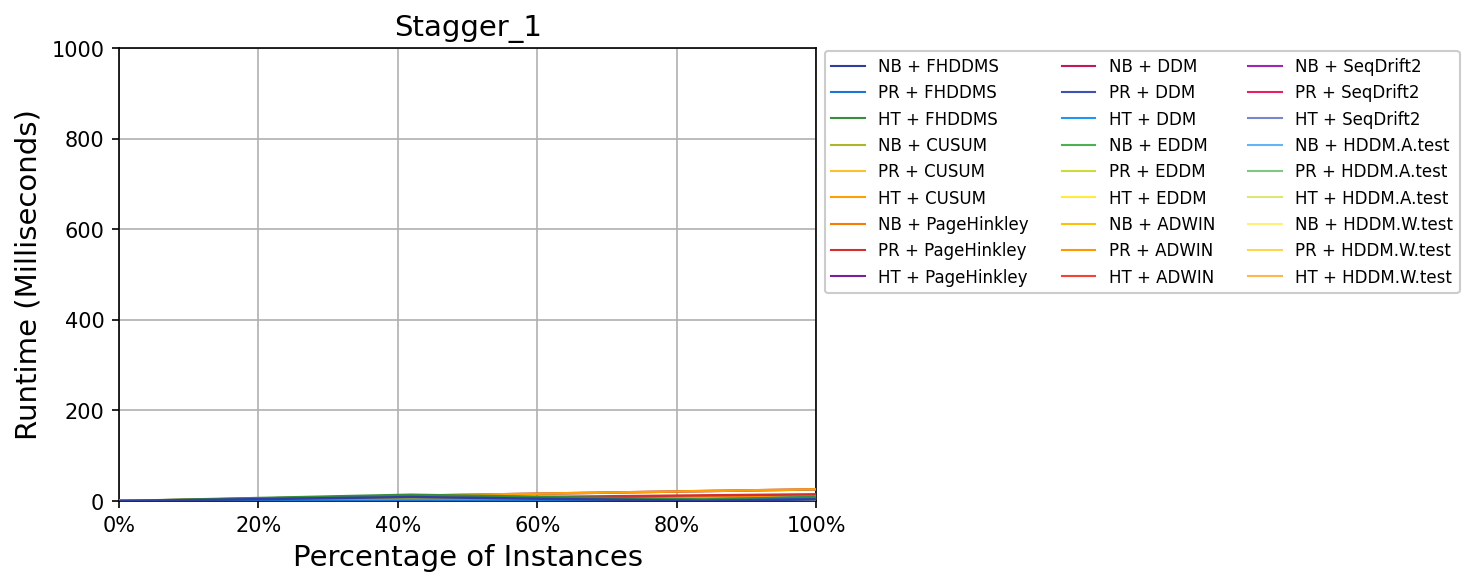 Stagger_1
1000
800
600
400
200
0
Runtime (Milliseconds)
0% 20% 40% 60% 80% 100%
Percentage of Instances
NB + FHDDMS
PR + FHDDMS
HT + FHDDMS
NB + CUSUM
PR + CUSUM
HT + CUSUM
NB + PageHinkley
PR + PageHinkley
HT + PageHinkley
NB + DDM
PR + DDM
HT + DDM
NB + EDDM
PR + EDDM
HT + EDDM
NB + ADWIN
PR + ADWIN
HT + ADWIN
NB + SeqDrift2
PR + SeqDrift2
HT + SeqDrift2
NB + HDDM.A.test
PR + HDDM.A.test
HT + HDDM.A.test
NB + HDDM.W.test
PR + HDDM.W.test
HT + HDDM.W.test